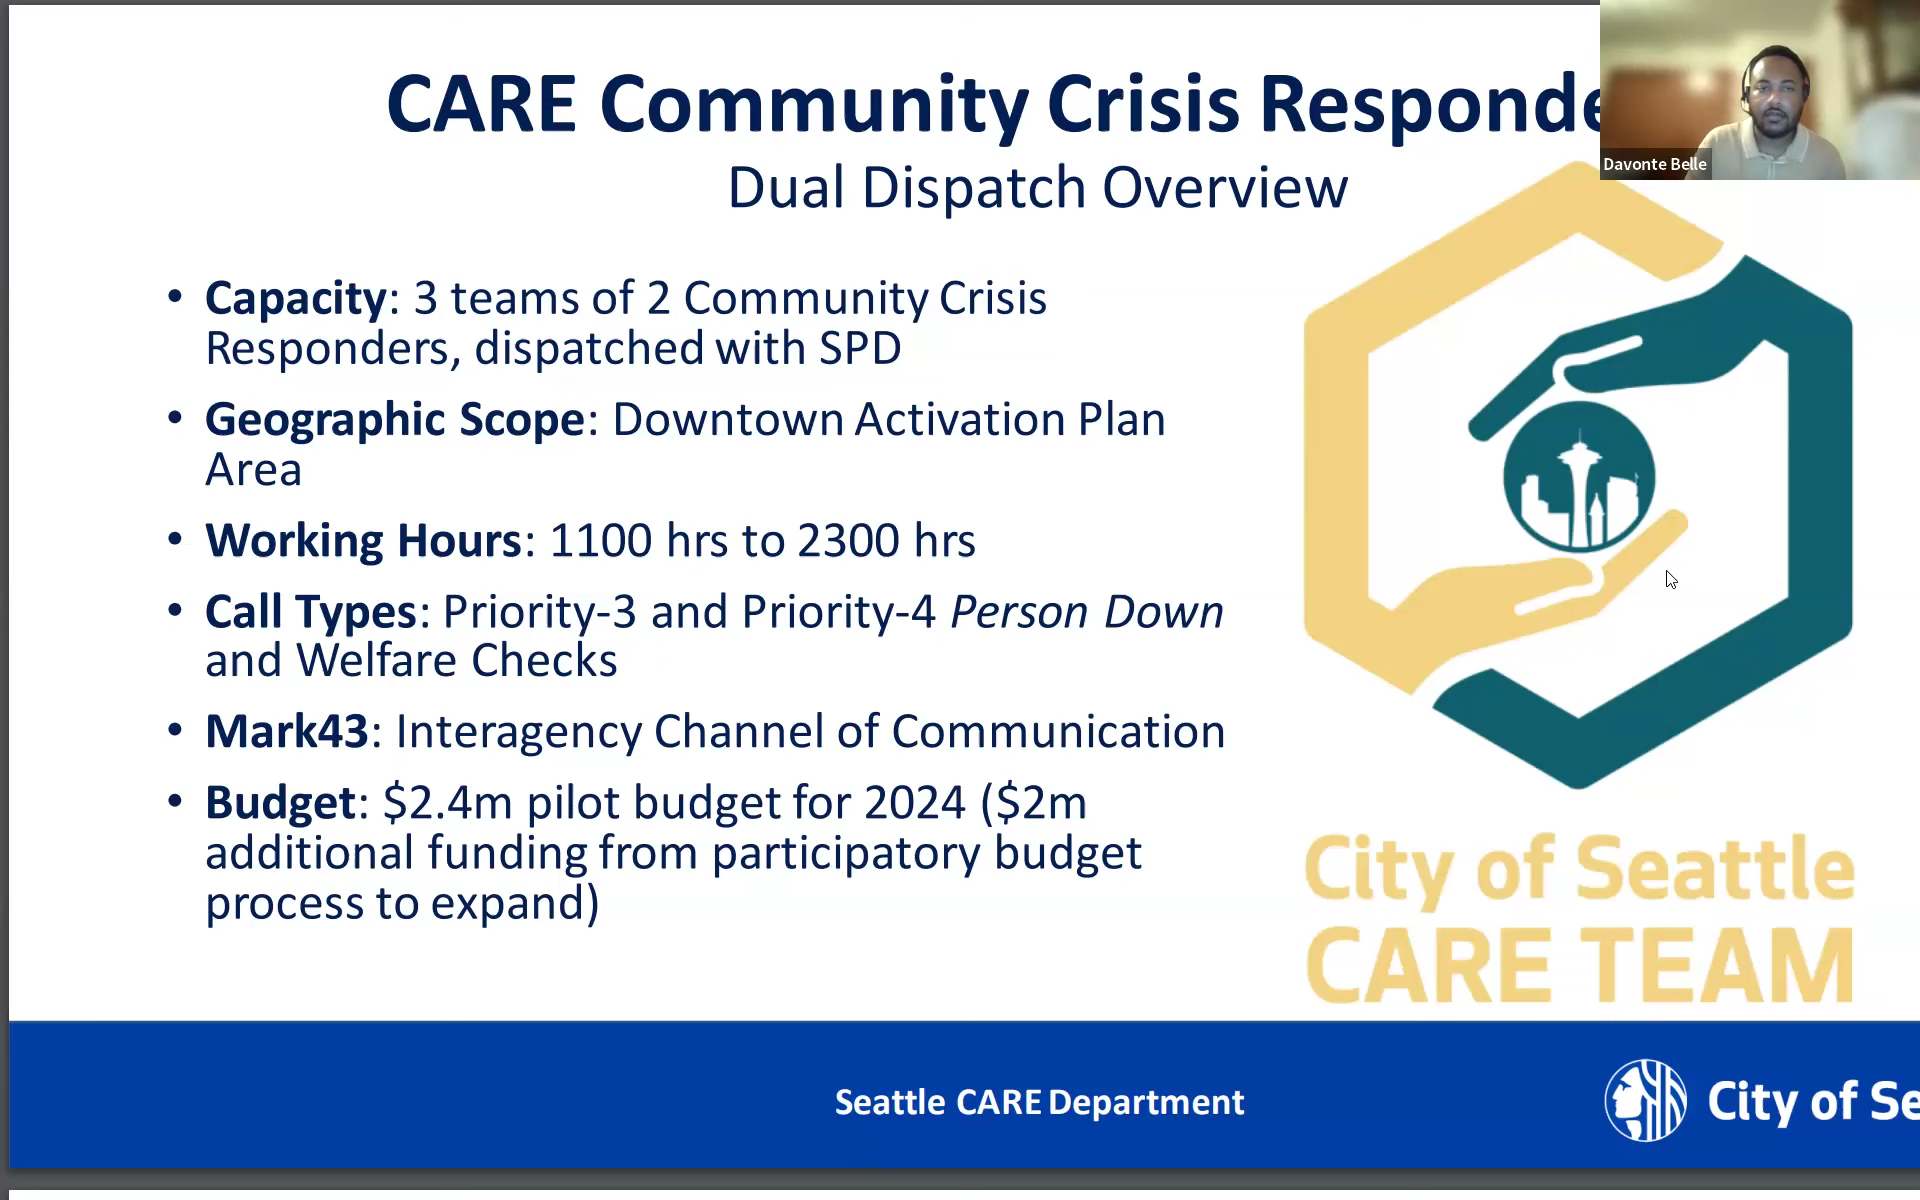 CARE Community Crisis Responde
Davonte Belle
Dual Dispatch Overview
• Capacity: 3 teams of 2 Community Crisis
Responders, dispatched with SPD
• Geographic Scope: Downtown Activation Plan
Area
• Working Hours: 1100 hrs to 2300 hrs
• Call Types: Priority-3 and Priority-4 Person Down
and Welfare Checks
• Mark43: Interagency Channel of Communication
• Budget: $2.4m pilot budget for 2024 ($2m
additional funding from participatory budget
process to expand)
City of Seattle
CARE TEAM
Seattle CARE Department
City of Se